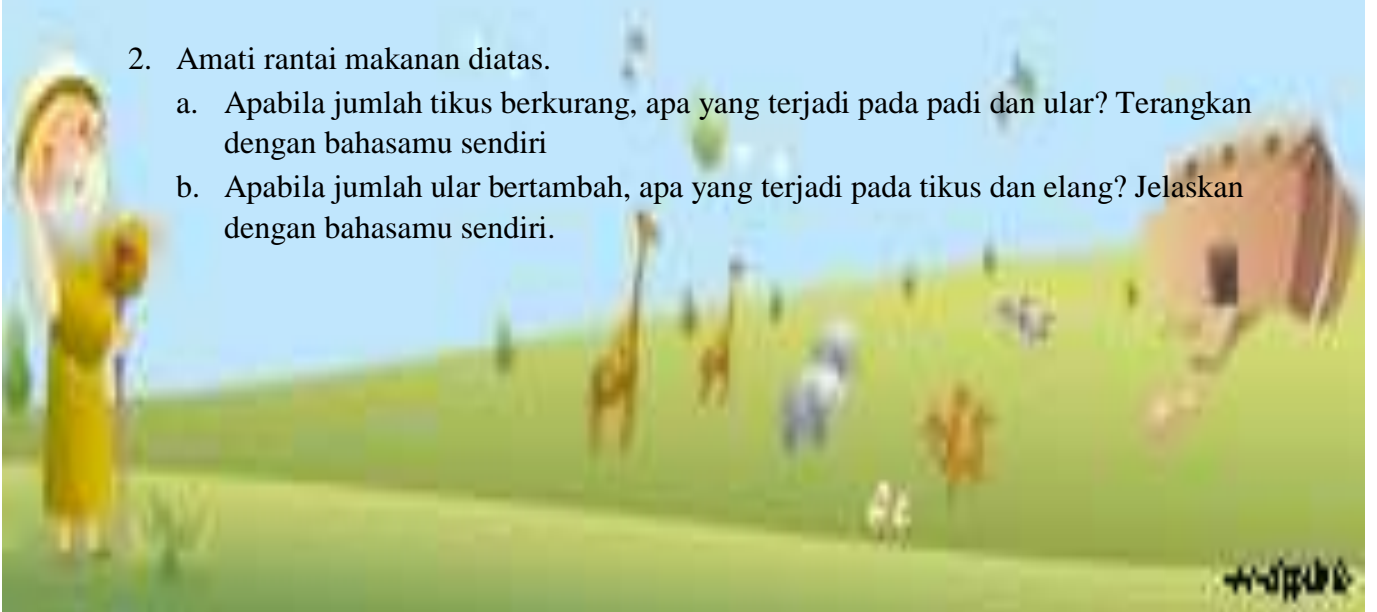 2. Amati rantai makanan diatas.
a. Apabila jumlah tikus berkurang, apa yang terjadi pada padi dan ular? Terangkan
dengan bahasamu sendiri
b. Apabila jumlah ular bertambah, apa yang terjadi pada tikus dan elang? Jelaskan
dengan bahasamu sendiri.